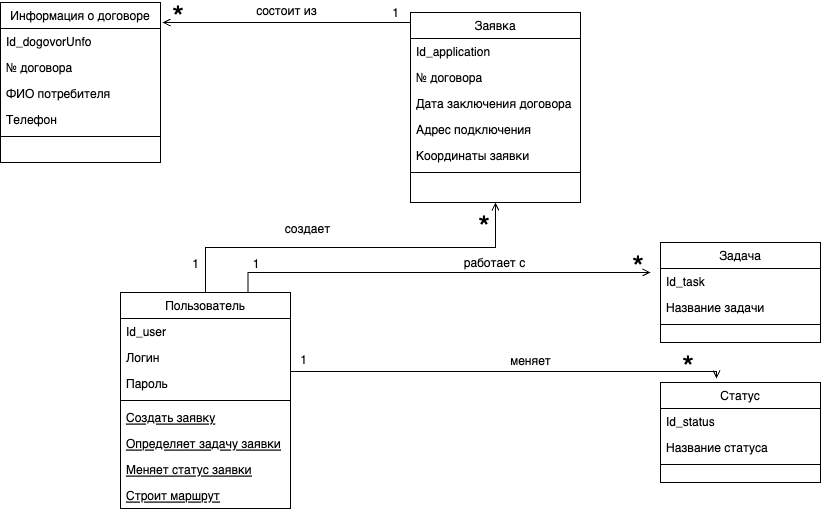 Информация о договоре
Id_dogovorUnfo
№ договора
ФИО потребителя
Телефон
* состоит из 1
Заявка
Id_application
№ договора
Дата заключения договора
Адрес подключения
Координаты заявки
*
создает
1
1 работает с *
Задача
Id_task
Название задачи
Пользователь
Id_user
Логин
Пароль
Создать заявку
Определяет задачу заявки
Меняет статус заявки
Строит маршрут
1 меняет *
Статус
Id_status
Название статуса